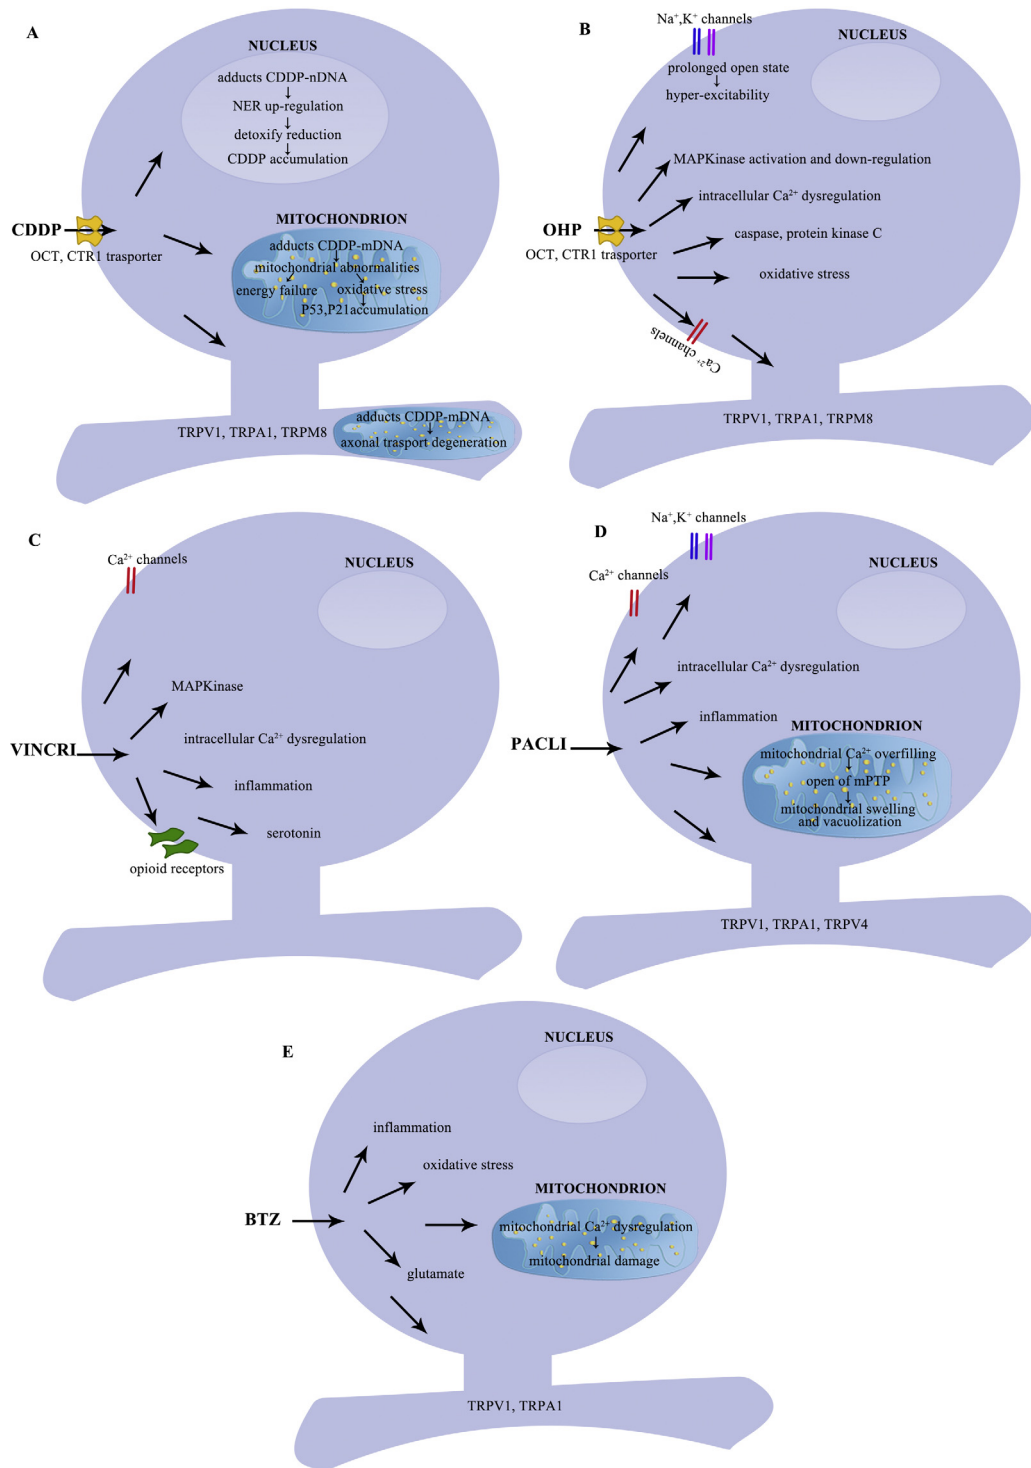 A
NUCLEUS
adducts CDDP-nDNA
↓
NER up-regulation
↓
detoxify reduction
↓
CDDP accumulation
CDDP
OCT, CTR1 trasporter
MITOCHONDRION
adducts CDDP-mDNA
mitochondrial abnormalities
energy failure
oxidative stress
P53,P21accumulation
adducts CDDP-mDNA
axonal trasport degeneration
TRPV1, TRPA1, TRPM8
B
Na⁺,K⁺ channels
NUCLEUS
prolonged open state
↓
hyper-excitability
MAPKinase activation and down-regulation
intracellular Ca²⁺ dysregulation
OHP
OCT, CTR1 trasporter
caspase, protein kinase C
oxidative stress
Ca²⁺ channels
TRPV1, TRPA1, TRPM8
C
Ca²⁺ channels
NUCLEUS
MAPKinase
VINCRI
intracellular Ca²⁺ dysregulation
inflammation
serotonin
opioid receptors
D
Na⁺,K⁺ channels
Ca²⁺ channels
NUCLEUS
intracellular Ca²⁺ dysregulation
inflammation
PACLI
MITOCHONDRION
mitochondrial Ca²⁺ overfilling
open of mPTP
mitochondrial swelling
and vacuolization
TRPV1, TRPA1, TRPV4
E
NUCLEUS
inflammation
oxidative stress
BTZ
MITOCHONDRION
mitochondrial Ca²⁺ dysregulation
↓
mitochondrial damage
glutamate
TRPV1, TRPA1